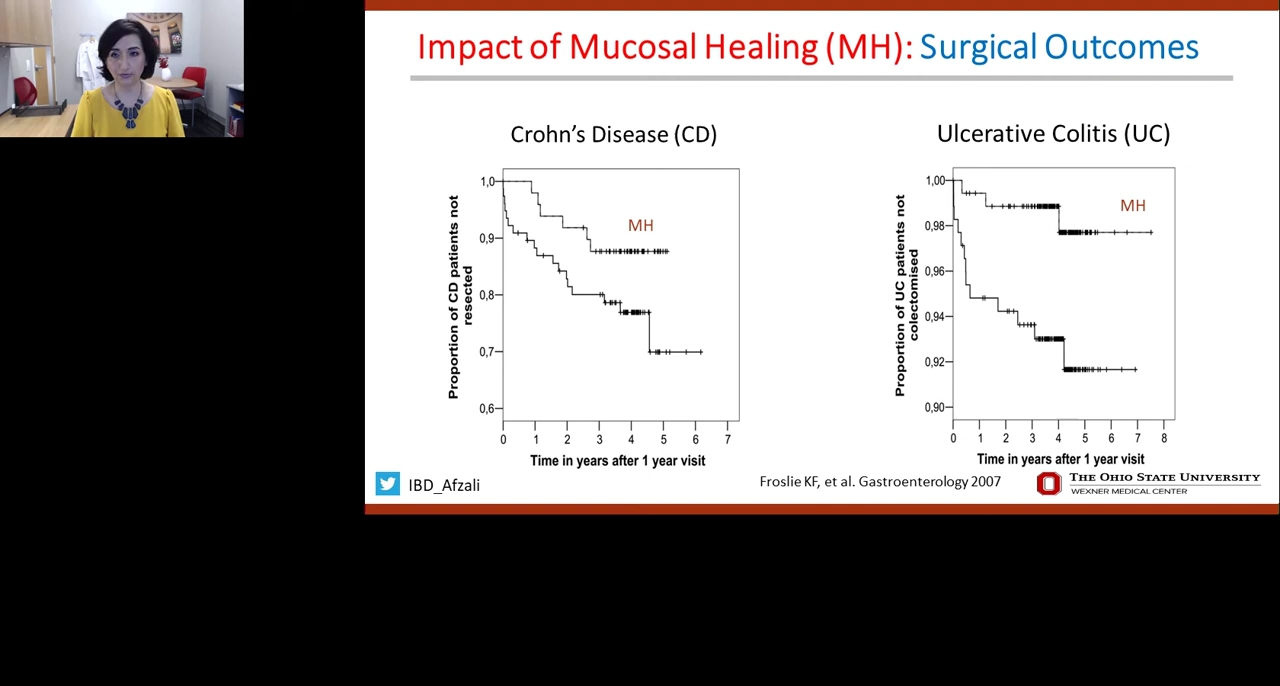 Impact of Mucosal Healing (MH): Surgical Outcomes
Crohn's Disease (CD)
Proportion of CD patients not
resected
1,0
0,9
0,8
0,7
0,6
MH
0 1 2 3 4 5 6 7
Time in years after 1 year visit
Ulcerative Colitis (UC)
Proportion of UC patients not
colectomised
1,00
0,98
0,96
0,94
0,92
0,90
MH
0 1 2 3 4 5 6 7 8
Time in years after 1 year visit
IBD_Afzali
Froslie KF, et al. Gastroenterology 2007
THE OHIO STATE UNIVERSITY
WEXNER MEDICAL CENTER